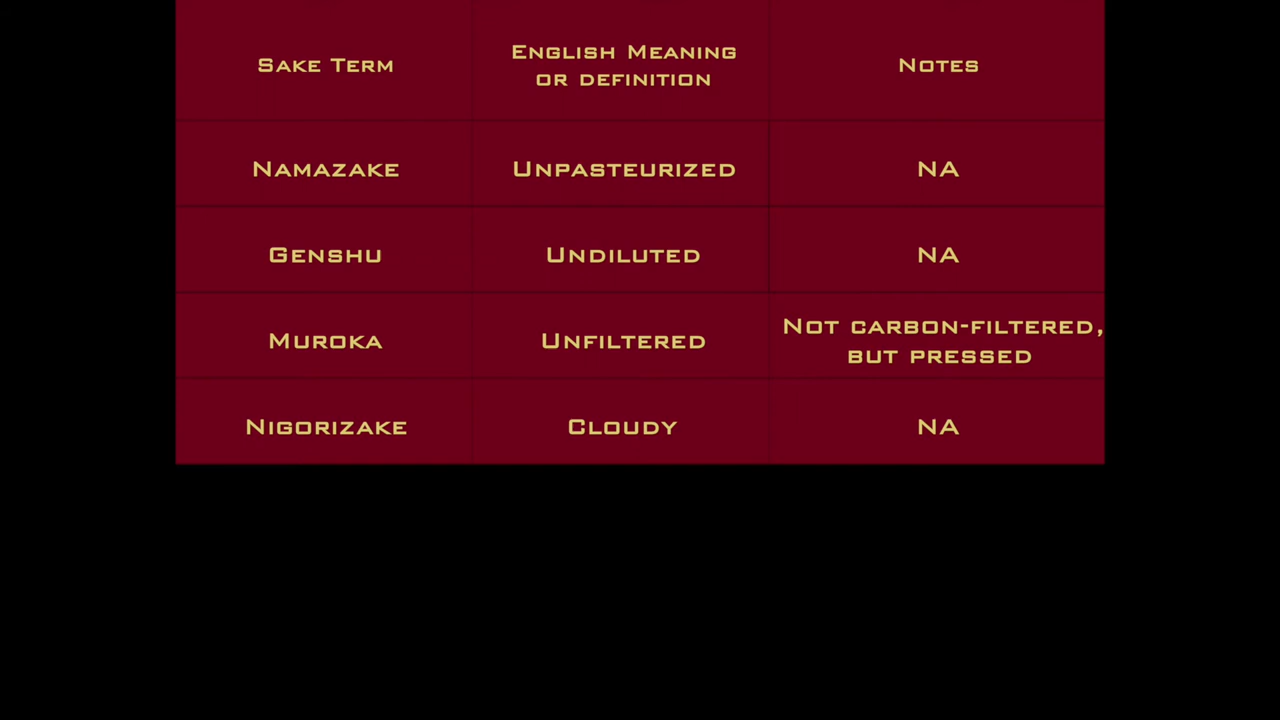 Sake Term
English Meaning
or definition
Notes
Namazake
Unpasteurized
NA
Genshu
Undiluted
NA
Muroka
Unfiltered
Not carbon-filtered,
but pressed
Nigorizake
Cloudy
NA